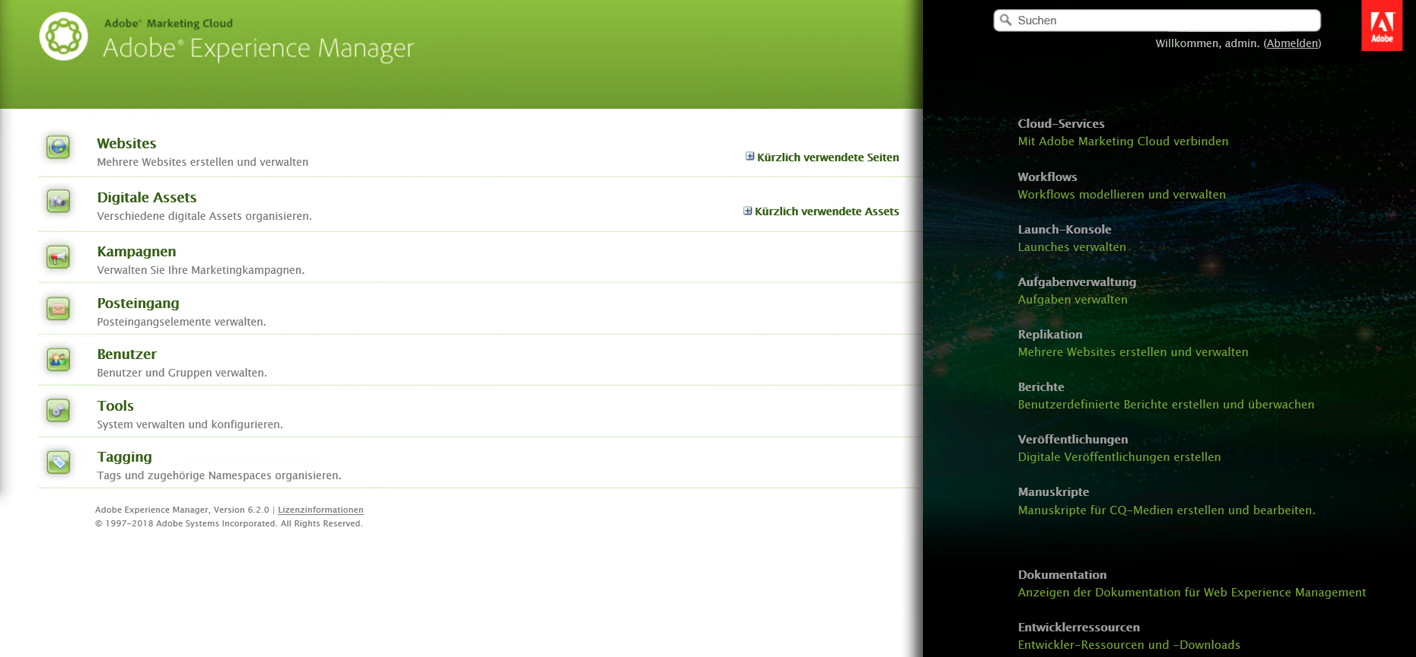 Adobe® Marketing Cloud
Adobe® Experience Manager
Suchen
Adobe
Willkommen, admin. (Abmelden)
Websites
Mehrere Websites erstellen und verwalten
Kürzlich verwendete Seiten
Digitale Assets
Verschiedene digitale Assets organisieren.
Kürzlich verwendete Assets
Kampagnen
Verwalten Sie Ihre Marketingkampagnen.
Posteingang
Posteingangselemente verwalten.
Benutzer
Benutzer und Gruppen verwalten.
Tools
System verwalten und konfigurieren.
Tagging
Tags und zugehörige Namespaces organisieren.
Adobe Experience Manager, Version 6.2.0 | Lizenzinformationen
© 1997-2018 Adobe Systems Incorporated. All Rights Reserved.
Cloud-Services
Mit Adobe Marketing Cloud verbinden
Workflows
Workflows modellieren und verwalten
Launch-Konsole
Launches verwalten
Aufgabenverwaltung
Aufgaben verwalten
Replikation
Mehrere Websites erstellen und verwalten
Berichte
Benutzerdefinierte Berichte erstellen und überwachen
Veröffentlichungen
Digitale Veröffentlichungen erstellen
Manuskripte
Manuskripte für CQ-Medien erstellen und bearbeiten.
Dokumentation
Anzeigen der Dokumentation für Web Experience Management
Entwicklerressourcen
Entwickler-Ressourcen und -Downloads